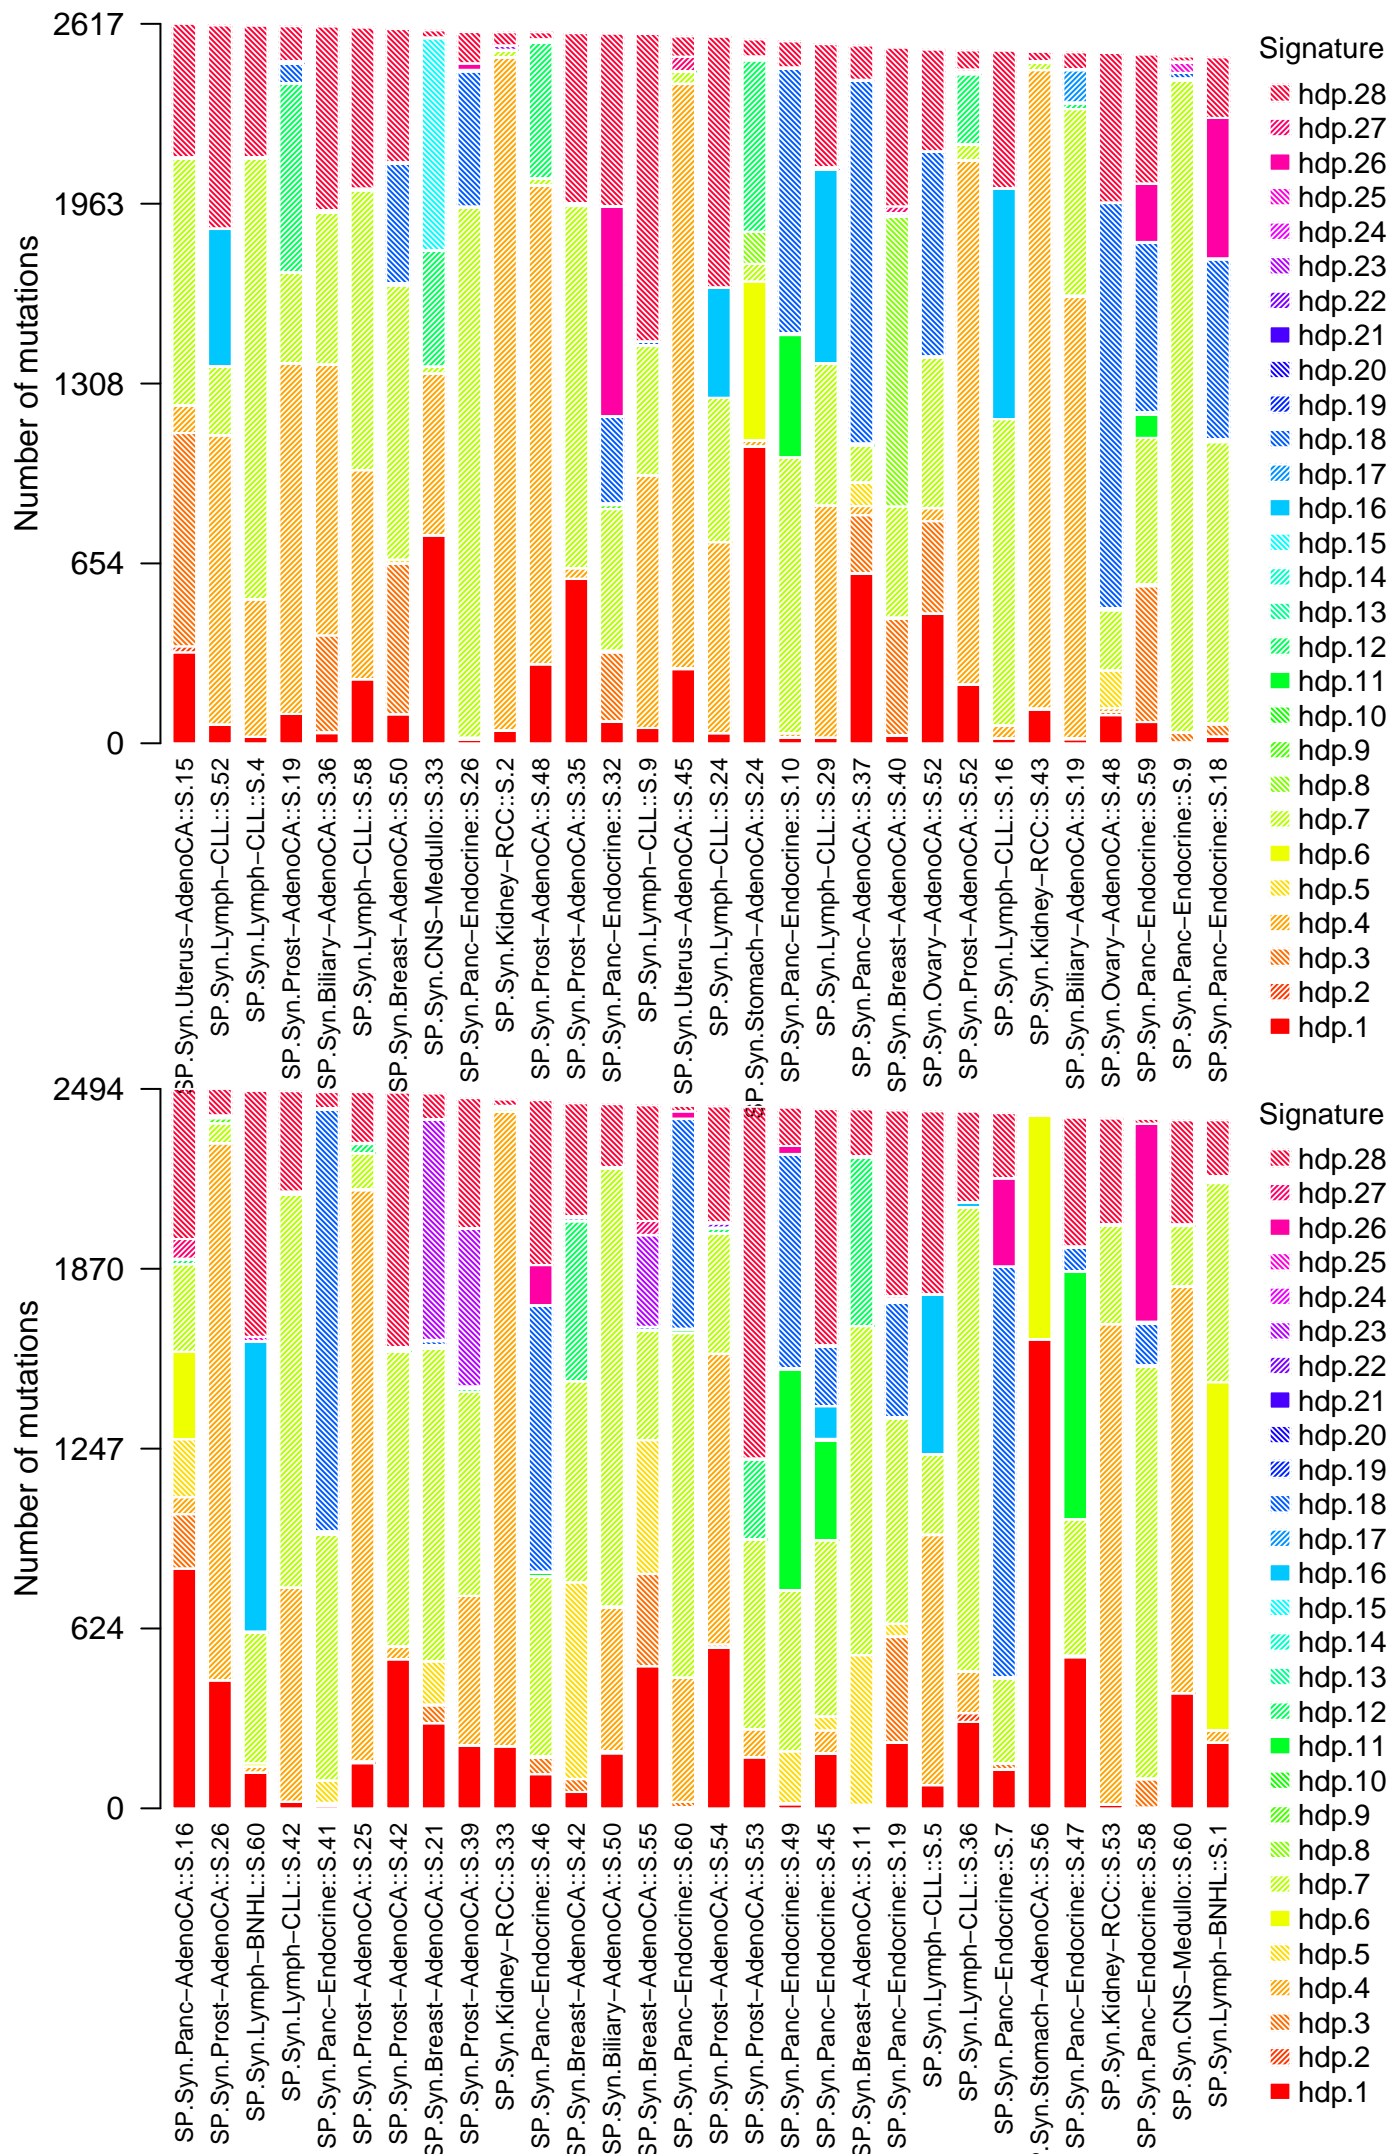 2617
1963
1308
654
0
Number of mutations
Signature
hdp.28
hdp.27
hdp.26
hdp.25
hdp.24
hdp.23
hdp.22
hdp.21
hdp.20
hdp.19
hdp.18
hdp.17
hdp.16
hdp.15
hdp.14
hdp.13
hdp.12
hdp.11
hdp.10
hdp.9
hdp.8
hdp.7
hdp.6
hdp.5
hdp.4
hdp.3
hdp.2
hdp.1
SP.Syn.Uterus−AdenoCA::S.15
SP.Syn.Lymph−CLL::S.52
SP.Syn.Lymph−CLL::S.4
SP.Syn.Prost−AdenoCA::S.19
SP.Syn.Biliary−AdenoCA::S.36
SP.Syn.Lymph−CLL::S.58
SP.Syn.Breast−AdenoCA::S.50
SP.Syn.CNS−Medullo::S.33
SP.Syn.Panc−Endocrine::S.26
SP.Syn.Kidney−RCC::S.2
SP.Syn.Prost−AdenoCA::S.48
SP.Syn.Prost−AdenoCA::S.35
SP.Syn.Panc−Endocrine::S.32
SP.Syn.Lymph−CLL::S.9
SP.Syn.Uterus−AdenoCA::S.45
SP.Syn.Lymph−CLL::S.24
SP.Syn.Stomach−AdenoCA::S.24
SP.Syn.Panc−Endocrine::S.10
SP.Syn.Lymph−CLL::S.29
SP.Syn.Panc−AdenoCA::S.37
SP.Syn.Breast−AdenoCA::S.40
SP.Syn.Ovary−AdenoCA::S.52
SP.Syn.Prost−AdenoCA::S.52
SP.Syn.Lymph−CLL::S.16
SP.Syn.Kidney−RCC::S.43
SP.Syn.Biliary−AdenoCA::S.19
SP.Syn.Ovary−AdenoCA::S.48
SP.Syn.Panc−Endocrine::S.59
SP.Syn.Panc−Endocrine::S.9
SP.Syn.Panc−Endocrine::S.18
2494
1870
1247
624
0
Number of mutations
Signature
hdp.28
hdp.27
hdp.26
hdp.25
hdp.24
hdp.23
hdp.22
hdp.21
hdp.20
hdp.19
hdp.18
hdp.17
hdp.16
hdp.15
hdp.14
hdp.13
hdp.12
hdp.11
hdp.10
hdp.9
hdp.8
hdp.7
hdp.6
hdp.5
hdp.4
hdp.3
hdp.2
hdp.1
SP.Syn.Panc−AdenoCA::S.16
SP.Syn.Prost−AdenoCA::S.26
SP.Syn.Lymph−BNHL::S.60
SP.Syn.Lymph−CLL::S.42
SP.Syn.Panc−Endocrine::S.41
SP.Syn.Prost−AdenoCA::S.25
SP.Syn.Prost−AdenoCA::S.42
SP.Syn.Breast−AdenoCA::S.21
SP.Syn.Prost−AdenoCA::S.39
SP.Syn.Kidney−RCC::S.33
SP.Syn.Panc−Endocrine::S.46
SP.Syn.Breast−AdenoCA::S.42
SP.Syn.Biliary−AdenoCA::S.50
SP.Syn.Breast−AdenoCA::S.55
SP.Syn.Panc−Endocrine::S.60
SP.Syn.Prost−AdenoCA::S.54
SP.Syn.Prost−AdenoCA::S.53
SP.Syn.Panc−Endocrine::S.49
SP.Syn.Panc−Endocrine::S.45
SP.Syn.Breast−AdenoCA::S.11
SP.Syn.Panc−Endocrine::S.19
SP.Syn.Lymph−CLL::S.5
SP.Syn.Lymph−CLL::S.36
SP.Syn.Panc−Endocrine::S.7
P.Syn.Stomach−AdenoCA::S.56
SP.Syn.Panc−Endocrine::S.47
SP.Syn.Kidney−RCC::S.53
SP.Syn.Panc−Endocrine::S.58
SP.Syn.CNS−Medullo::S.60
SP.Syn.Lymph−BNHL::S.1